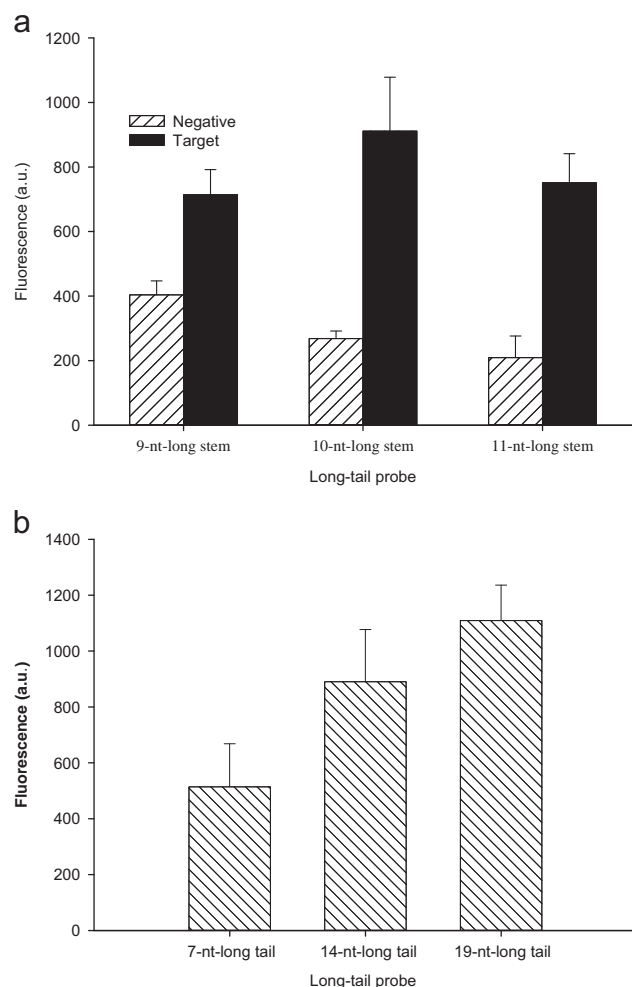 a
1200
1000
800
600
400
200
0
Fluorescence (a.u.)
Negative
Target
9-nt-long stem 10-nt-long stem 11-nt-long stem
Long-tail probe
b
1400
1200
1000
800
600
400
200
0
Fluorescence (a.u.)
7-nt-long tail 14-nt-long tail 19-nt-long tail
Long-tail probe